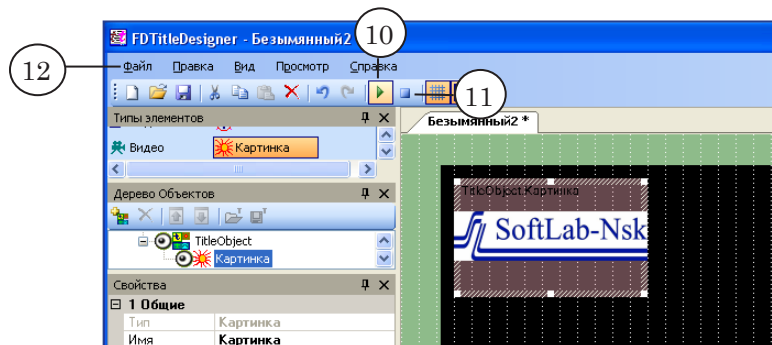 FDTitleDesigner - Безымянный2
10
12
Файл Правка Вид Просмотр Справка
11
Типы элементов
Безымянный2 *
Видео Картинка
TitleObject.Картинка
Дерево Объектов
SoftLab-Nsk
TitleObject
Картинка
Свойства
1 Общие
Тип Картинка
Имя Картинка